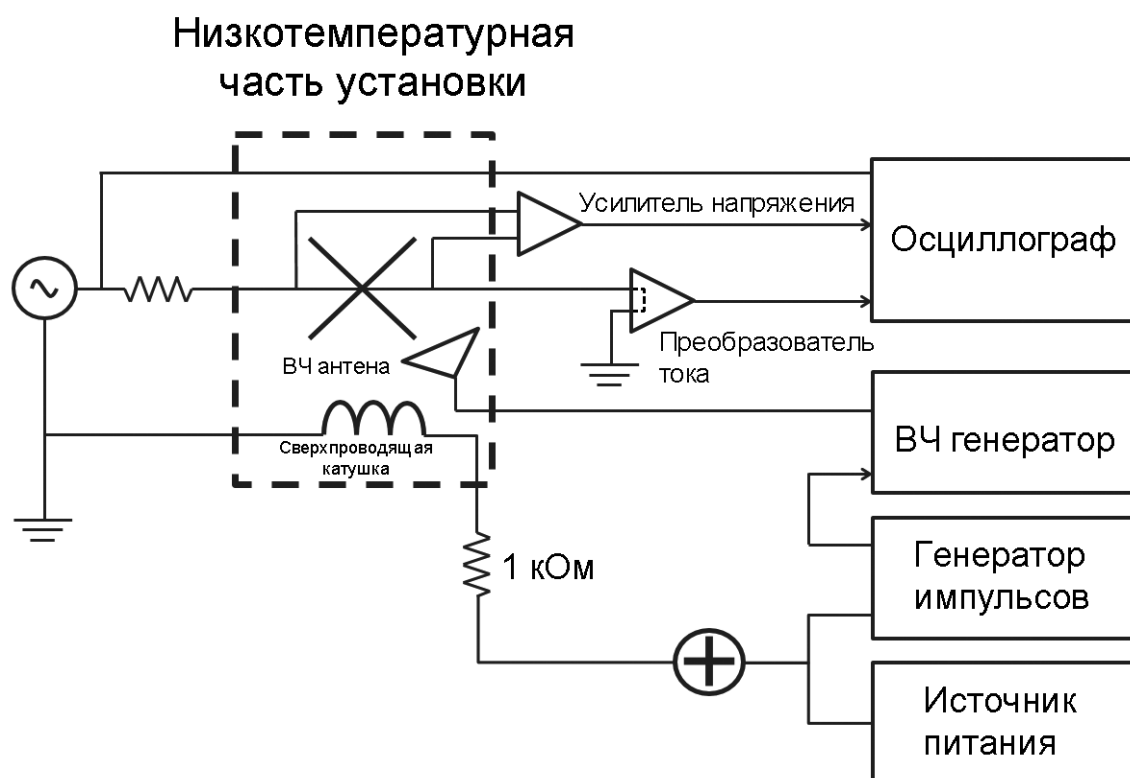 Низкотемпературная
часть установки
Усилитель напряжения
Осциллограф
Преобразователь
тока
ВЧ антена
ВЧ генератор
Сверхпроводящая
катушка
1 кОм
Генератор
импульсов
Источник
питания